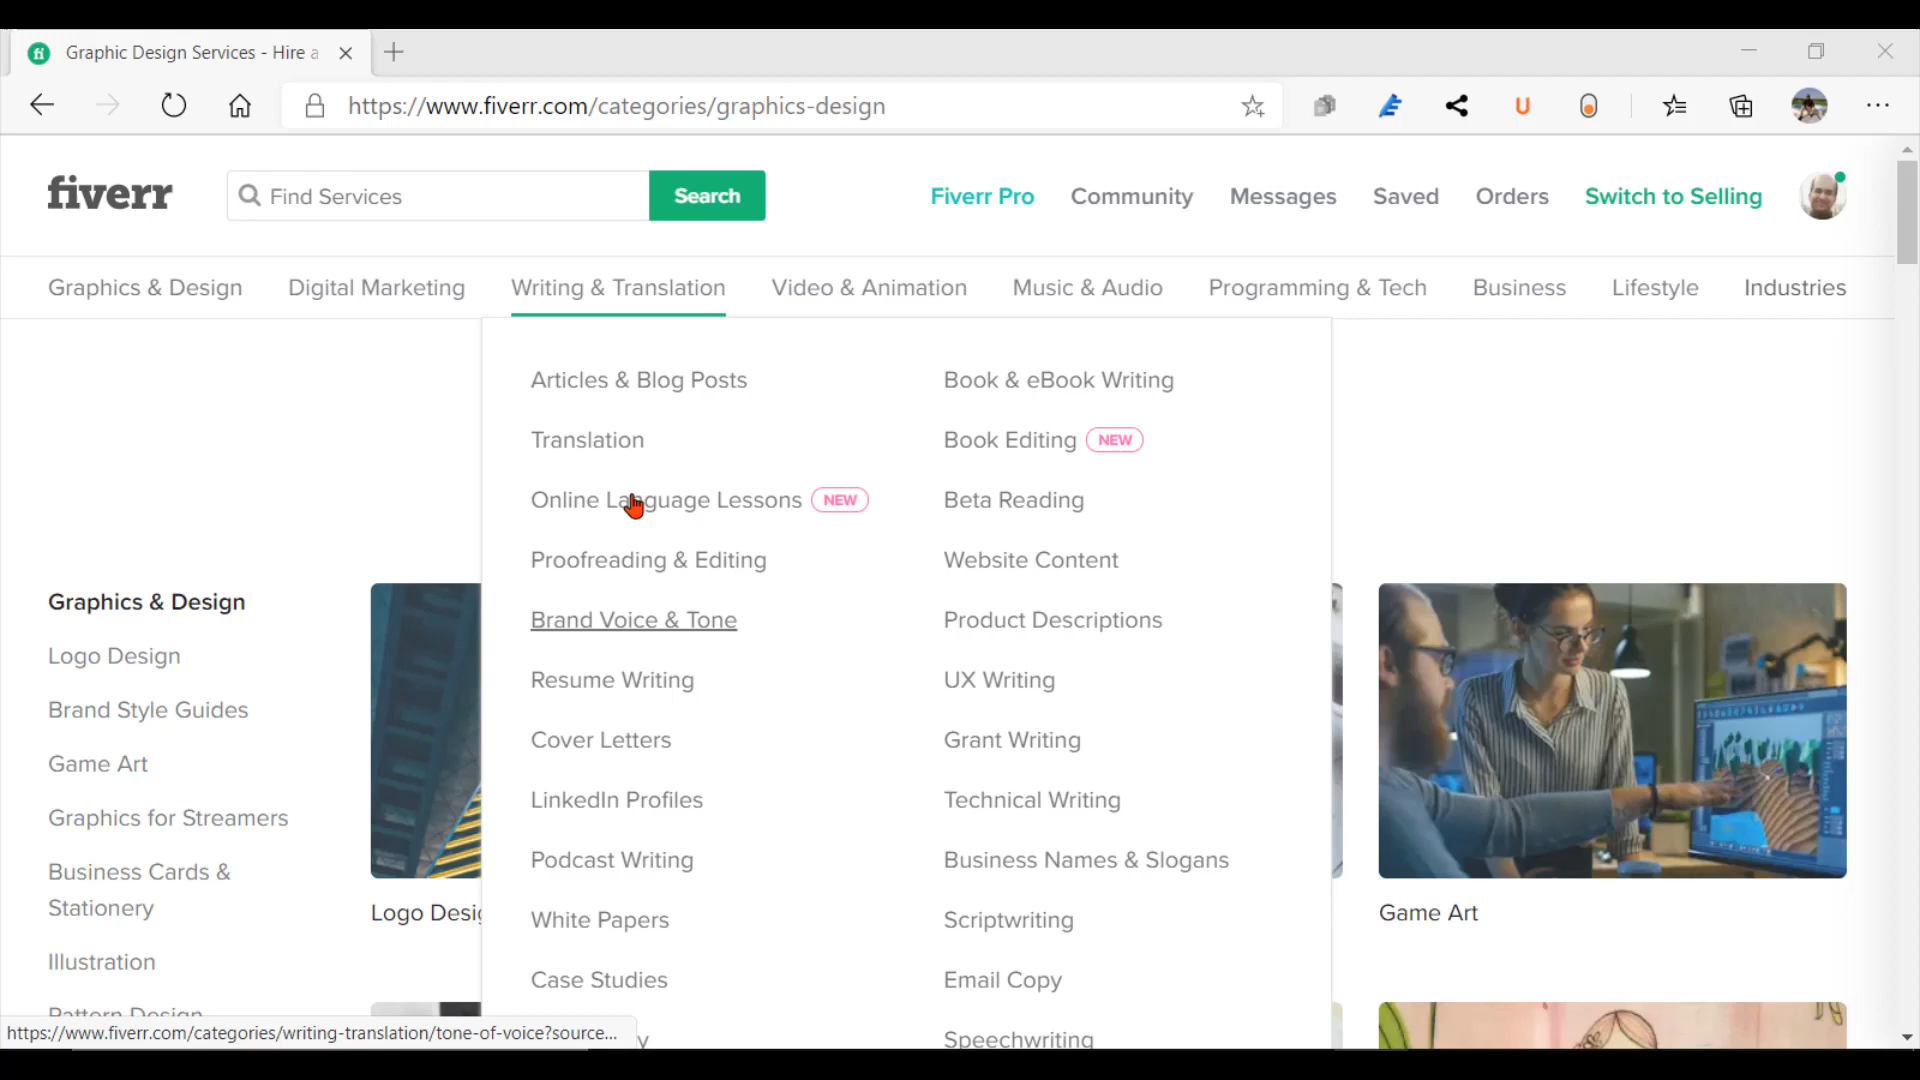 Graphic Design Services - Hire a
https://www.fiverr.com/categories/graphics-design
fiverr
Find Services
Search
Fiverr Pro
Community
Messages
Saved
Orders
Switch to Selling
Graphics & Design
Digital Marketing
Writing & Translation
Video & Animation
Music & Audio
Programming & Tech
Business
Lifestyle
Industries
Articles & Blog Posts
Translation
Online Language Lessons NEW
Proofreading & Editing
Brand Voice & Tone
Resume Writing
Cover Letters
LinkedIn Profiles
Podcast Writing
White Papers
Case Studies
Book & eBook Writing
Book Editing NEW
Beta Reading
Website Content
Product Descriptions
UX Writing
Grant Writing
Technical Writing
Business Names & Slogans
Scriptwriting
Email Copy
Speechwriting
Graphics & Design
Logo Design
Brand Style Guides
Game Art
Graphics for Streamers
Business Cards &
Stationery
Illustration
Pattern Design
Logo Desig
Game Art
https://www.fiverr.com/categories/writing-translation/tone-of-voice?source...